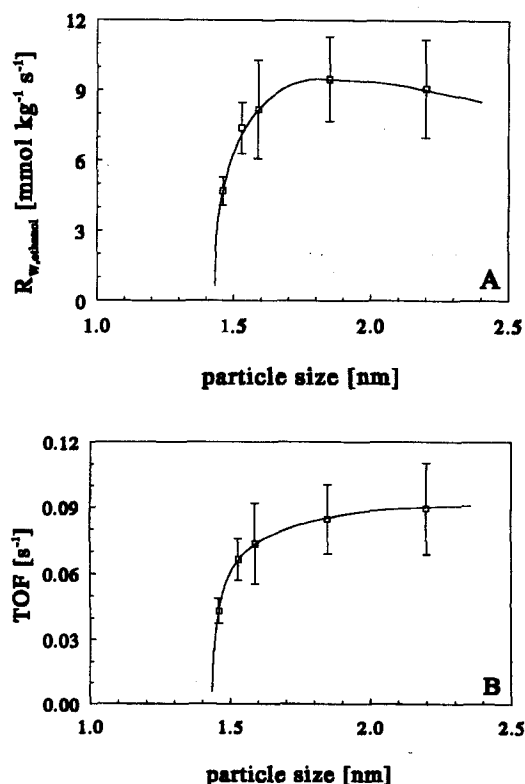 12
9
6
3
0
R_w,ethanol [mmol kg⁻¹ s⁻¹]
A
1.0 1.5 2.0 2.5
particle size [nm]
0.12
0.09
0.06
0.03
0.00
TOF [s⁻¹]
B
1.0 1.5 2.0 2.5
particle size [nm]